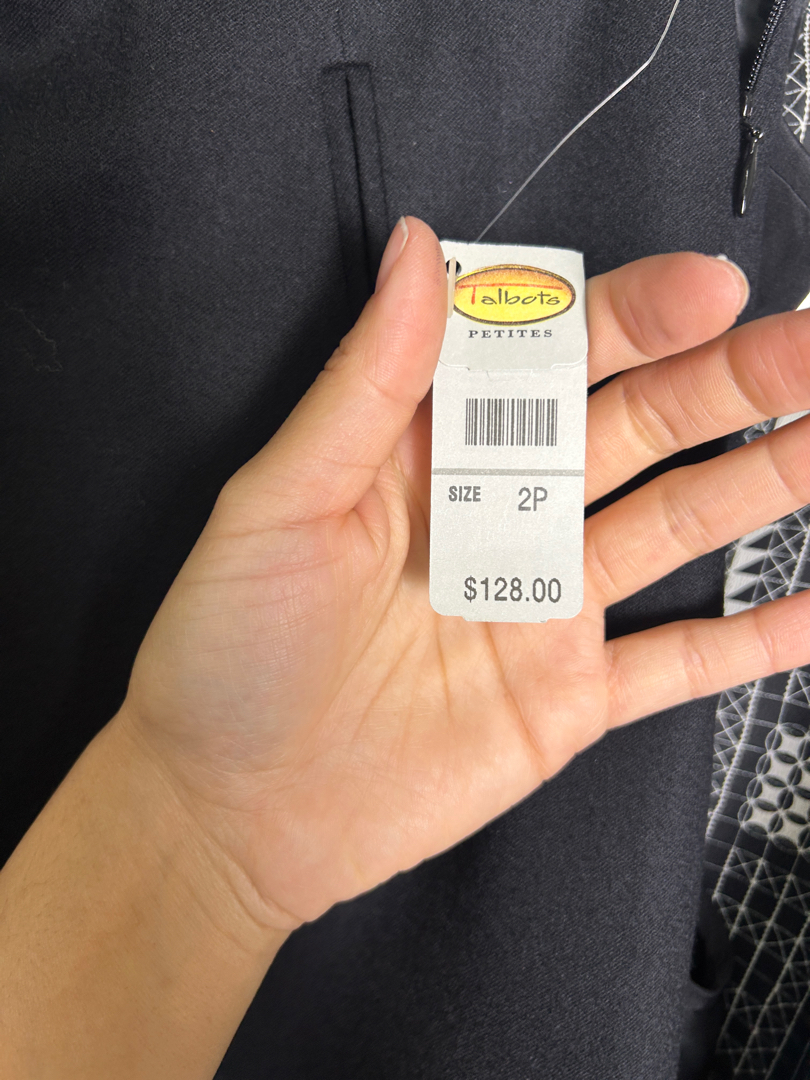 Talbots
PETITES
SIZE 2P
$128.00